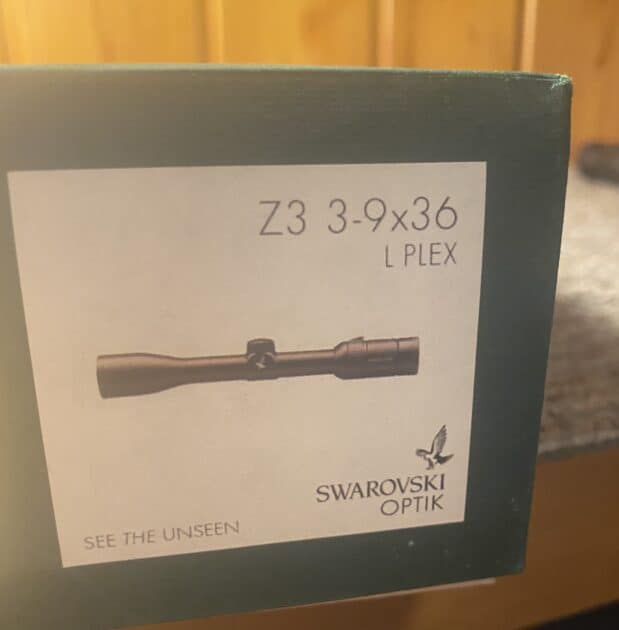 Z3 3-9x36
L PLEX
SWAROVSKI
OPTIK
SEE THE UNSEEN